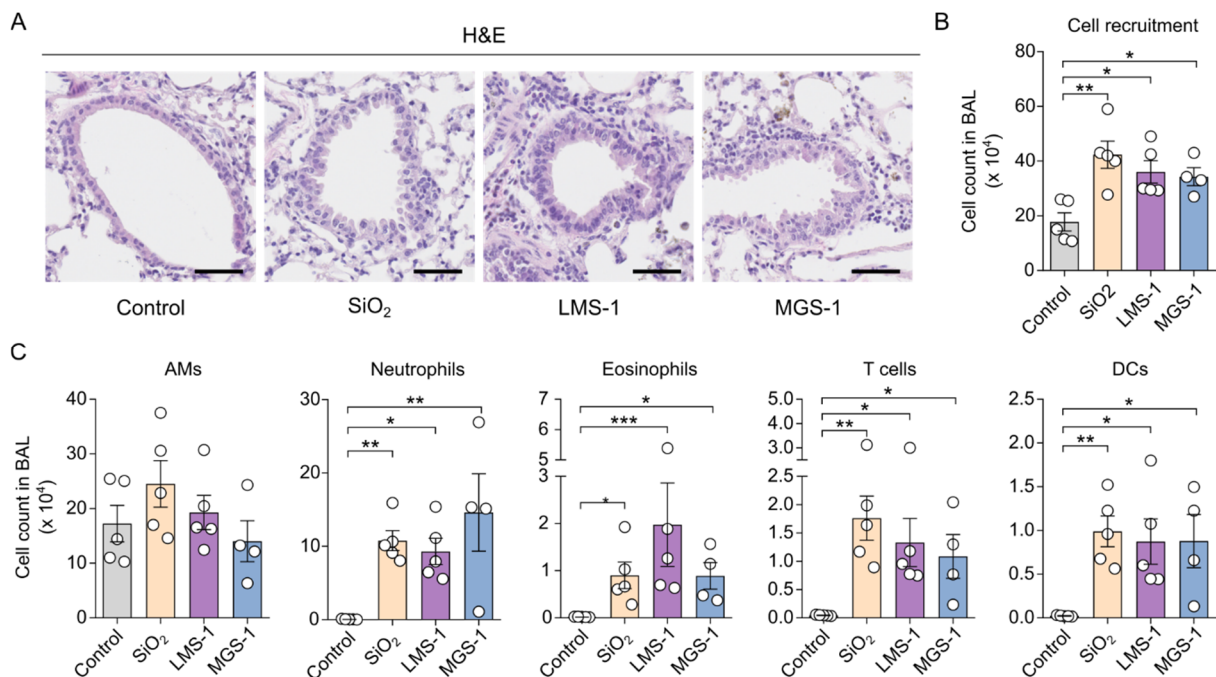 A
H&E
Control
SiO₂
LMS-1
MGS-1
B
Cell recruitment
Cell count in BAL
(x 10⁴)
80
60
40
20
0
*
*
**
Control
SiO2
LMS-1
MGS-1
C
AMs
Cell count in BAL
(x 10⁴)
40
30
20
10
0
Control
SiO₂
LMS-1
MGS-1
Neutrophils
30
20
10
0
**
*
**
Control
SiO₂
LMS-1
MGS-1
Eosinophils
7
6
5
3
2
1
0
*
***
*
Control
SiO₂
LMS-1
MGS-1
T cells
5.0
4.0
3.0
2.5
2.0
1.5
1.0
0.5
0.0
*
*
**
Control
SiO₂
LMS-1
MGS-1
DCs
2.5
2.0
1.5
1.0
0.5
0.0
*
*
**
Control
SiO₂
LMS-1
MGS-1